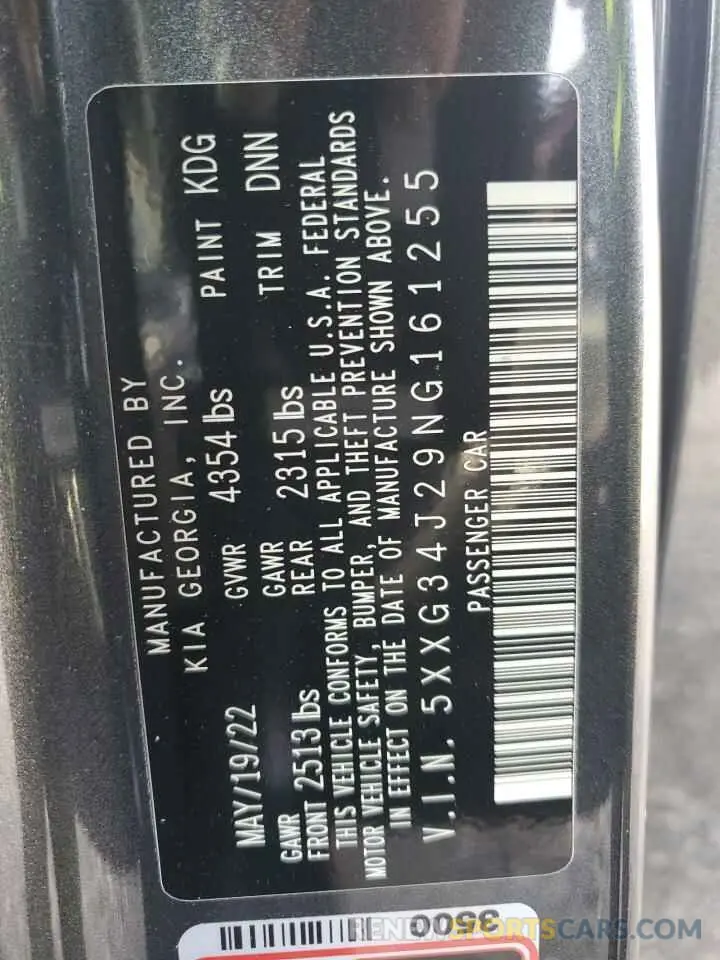 MANUFACTURED BY
KIA GEORGIA, INC.
MAY/19/22 GVWR 4354 lbs PAINT KDG
GAWR GAWR TRIM DNN
FRONT 2513 lbs REAR 2315 lbs
THIS VEHICLE CONFORMS TO ALL APPLICABLE U.S.A. FEDERAL
MOTOR VEHICLE SAFETY, BUMPER, AND THEFT PREVENTION STANDARDS
IN EFFECT ON THE DATE OF MANUFACTURE SHOWN ABOVE.
V.I.N. 5XXG34J29NG161255
PASSENGER CAR
RENEWSPORTSCARS.COM